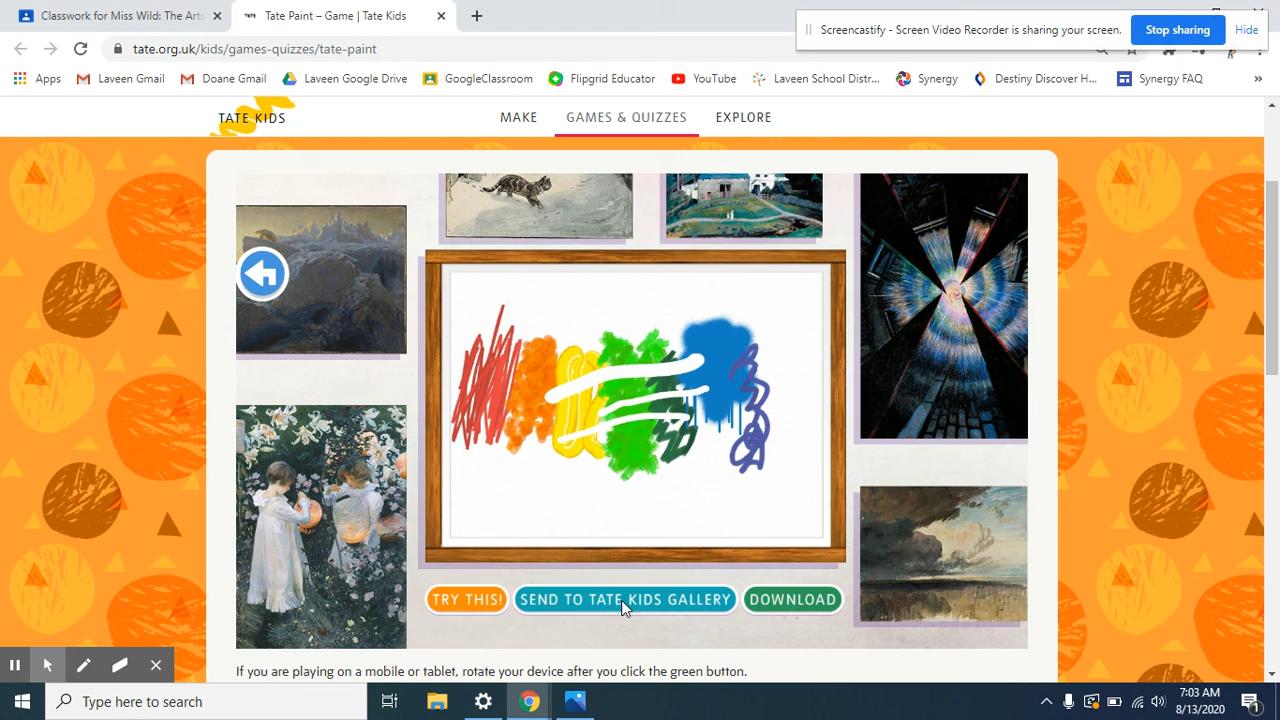 Classwork for Miss Wild: The Arts
Tate Paint – Game | Tate Kids
Screencastify - Screen Video Recorder is sharing your screen.
Stop sharing
Hide
tate.org.uk/kids/games-quizzes/tate-paint
Apps
Laveen Gmail
Doane Gmail
Laveen Google Drive
GoogleClassroom
Flipgrid Educator
YouTube
Laveen School Distr...
Synergy
Destiny Discover H...
Synergy FAQ
»
TATE KIDS
MAKE
GAMES & QUIZZES
EXPLORE
TRY THIS!
SEND TO TATE KIDS GALLERY
DOWNLOAD
If you are playing on a mobile or tablet, rotate your device after you click the green button.
Type here to search
7:03 AM
8/13/2020
1